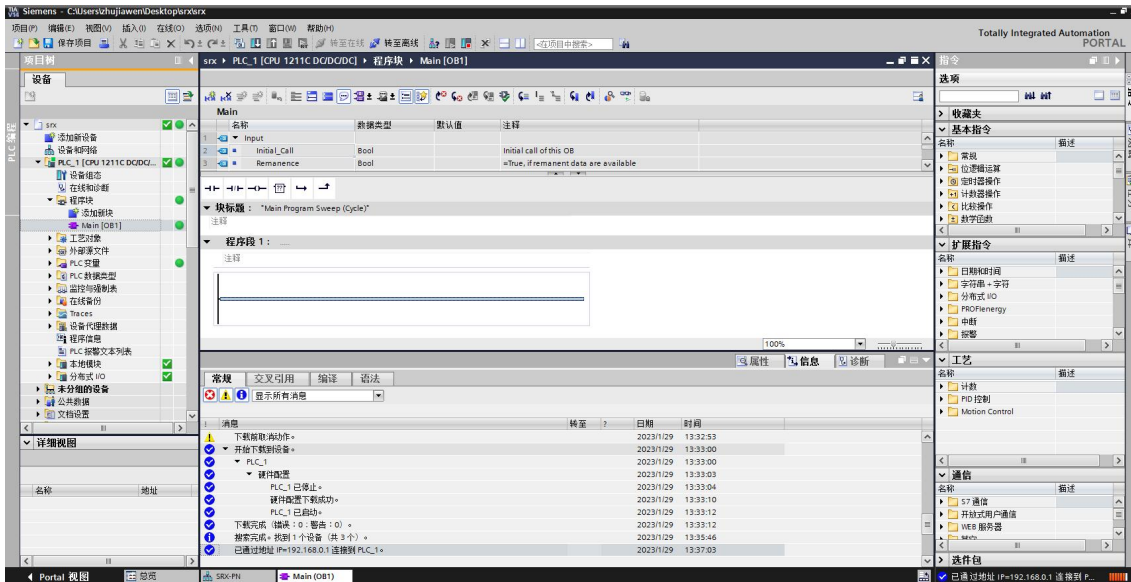 Siemens - C:\Users\zhujiawen\Desktop\srx\srx
项目(P) 编辑(E) 视图(V) 插入(I) 在线(O) 选项(N) 工具(T) 窗口(W) 帮助(H)
Totally Integrated Automation
PORTAL
保存项目 转至在线 转至离线 <在项目中搜索>
项目树
srx ▸ PLC_1 [CPU 1211C DC/DC/DC] ▸ 程序块 ▸ Main [OB1]
指令
设备
选项
srx
添加新设备
设备和网络
PLC_1 [CPU 1211C DC/DC/...
设备组态
在线和诊断
程序块
添加新块
Main [OB1]
工艺对象
外部源文件
PLC 变量
PLC 数据类型
监控与强制表
在线备份
Traces
设备代理数据
程序信息
PLC 报警文本列表
本地模块
分布式 I/O
未分组的设备
公共数据
文档设置
详细视图
名称 地址
Main
名称 数据类型 默认值 注释
1 Input
2 Initial_Call Bool Initial call of this OB
3 Remanence Bool =True, if remanent data are available
块标题： "Main Program Sweep (Cycle)"
注释
程序段 1： ....
注释
100%
属性 信息 诊断
常规 交叉引用 编译 语法
显示所有消息
! 消息 转至 ? 日期 时间
下载前取消动作。 2023/1/29 13:32:53
开始下载到设备。 2023/1/29 13:33:00
PLC_1 2023/1/29 13:33:00
硬件配置 2023/1/29 13:33:03
PLC_1 已停止。 2023/1/29 13:33:04
硬件配置下载成功。 2023/1/29 13:33:10
PLC_1 已启动。 2023/1/29 13:33:12
下载完成（错误：0；警告：0）。 2023/1/29 13:33:12
搜索完成。找到 1 个设备（共 3 个）。 2023/1/29 13:35:46
已通过地址 IP=192.168.0.1 连接到 PLC_1。 2023/1/29 13:37:03
收藏夹
基本指令
名称 描述
常规
位逻辑运算
定时器操作
计数器操作
比较操作
数学函数
扩展指令
名称 描述
日期和时间
字符串 + 字符
分布式 I/O
PROFIenergy
中断
报警
工艺
名称 描述
计数
PID 控制
Motion Control
通信
名称 描述
S7 通信
开放式用户通信
WEB 服务器
选件包
PLC 编程
Portal 视图 总览 SRX-PN Main (OB1) 已通过地址 IP=192.168.0.1 连接到 P...